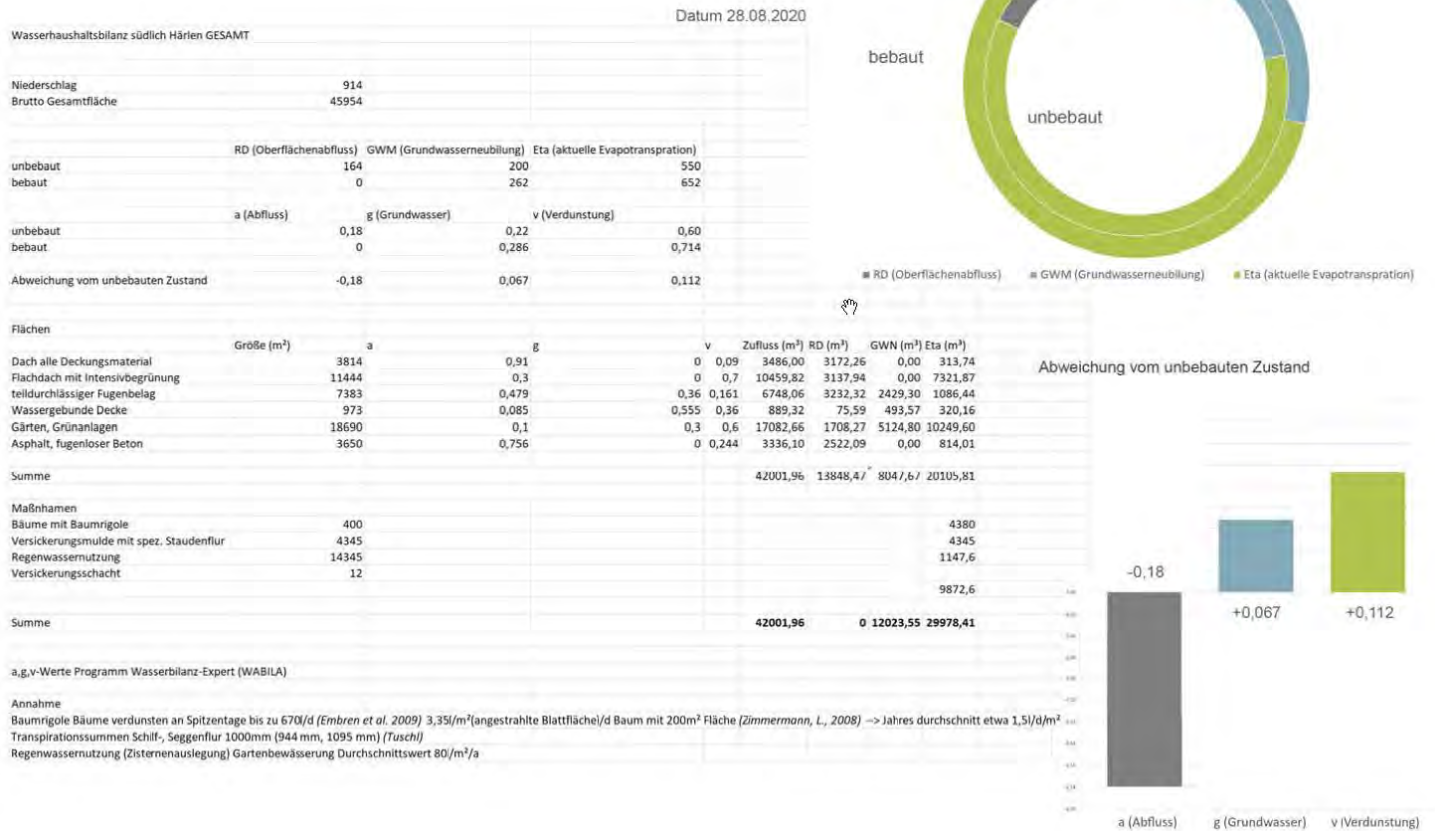 Datum 28.08.2020
Wasserhaushaltsbilanz südlich Härlen GESAMT
Niederschlag 914
Brutto Gesamtfläche 45954
RD (Oberflächenabfluss) GWM (Grundwasserneubilung) Eta (aktuelle Evapotranspration)
unbebaut 164 200 550
bebaut 0 262 652
a (Abfluss) g (Grundwasser) v (Verdunstung)
unbebaut 0,18 0,22 0,60
bebaut 0 0,286 0,714
Abweichung vom unbebauten Zustand -0,18 0,067 0,112
Flächen
Größe (m²) a g v Zufluss (m³) RD (m³) GWN (m³) Eta (m³)
Dach alle Deckungsmaterial 3814 0,91 0 0,09 3486,00 3172,26 0,00 313,74
Flachdach mit Intensivbegrünung 11444 0,3 0 0,7 10459,82 3137,94 0,00 7321,87
teildurchlässiger Fugenbelag 7383 0,479 0,36 0,161 6748,06 3232,32 2429,30 1086,44
Wassergebunde Decke 973 0,085 0,555 0,36 889,32 75,59 493,57 320,16
Gärten, Grünanlagen 18690 0,1 0,3 0,6 17082,66 1708,27 5124,80 10249,60
Asphalt, fugenloser Beton 3650 0,756 0 0,244 3336,10 2522,09 0,00 814,01
Summe 42001,96 13848,47 8047,67 20105,81
Maßnhamen
Bäume mit Baumrigole 400 4380
Versickerungsmulde mit spez. Staudenflur 4345 4345
Regenwassernutzung 14345 1147,6
Versickerungsschacht 12
9872,6
Summe 42001,96 0 12023,55 29978,41
a,g,v-Werte Programm Wasserbilanz-Expert (WABILA)
Annahme
Baumrigole Bäume verdunsten an Spitzentage bis zu 670l/d (Embren et al. 2009) 3,35l/m²(angestrahlte Blattfläche)/d Baum mit 200m² Fläche (Zimmermann, L., 2008) --> Jahres durchschnitt etwa 1,5l/d/m²
Transpirationssummen Schilf-, Seggenflur 1000mm (944 mm, 1095 mm) (Tuschl)
Regenwassernutzung (Zisternenauslegung) Gartenbewässerung Durchschnittswert 80l/m²/a
bebaut
unbebaut
RD (Oberflächenabfluss) GWM (Grundwasserneubilung) Eta (aktuelle Evapotranspration)
Abweichung vom unbebauten Zustand
-0,18
+0,067 +0,112
a (Abfluss) g (Grundwasser) v (Verdunstung)